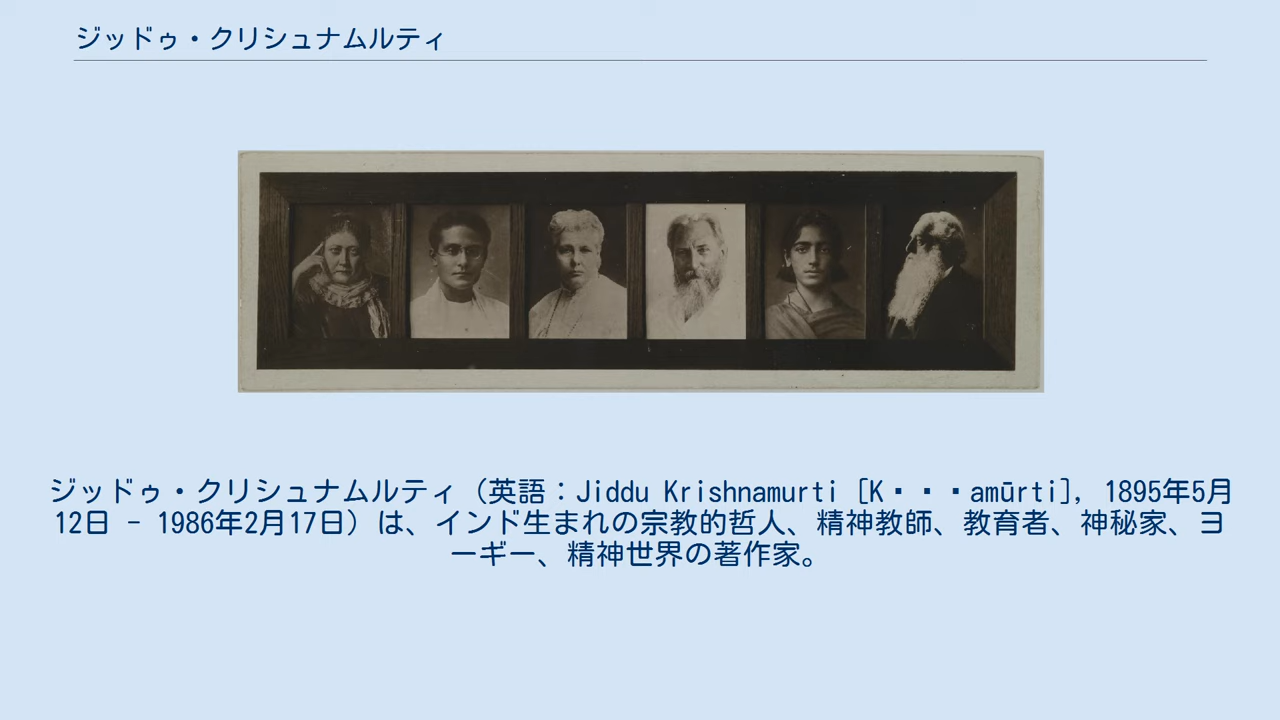 ジッドゥ・クリシュナムルティ
ジッドゥ・クリシュナムルティ（英語：Jiddu Krishnamurti [K▪▪▪amūrti], 1895年5月
12日 - 1986年2月17日）は、インド生まれの宗教的哲人、精神教師、教育者、神秘家、ヨ
ーギー、精神世界の著作家。